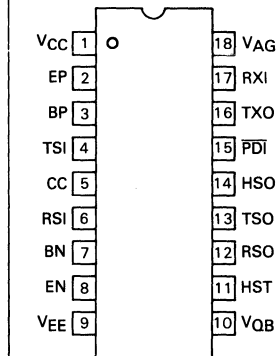 VCC 1 18 VAG
EP 2 17 RXI
BP 3 16 TXO
TSI 4 15 PDI
CC 5 14 HSO
RSI 6 13 TSO
BN 7 12 RSO
EN 8 11 HST
VEE 9 10 VQB